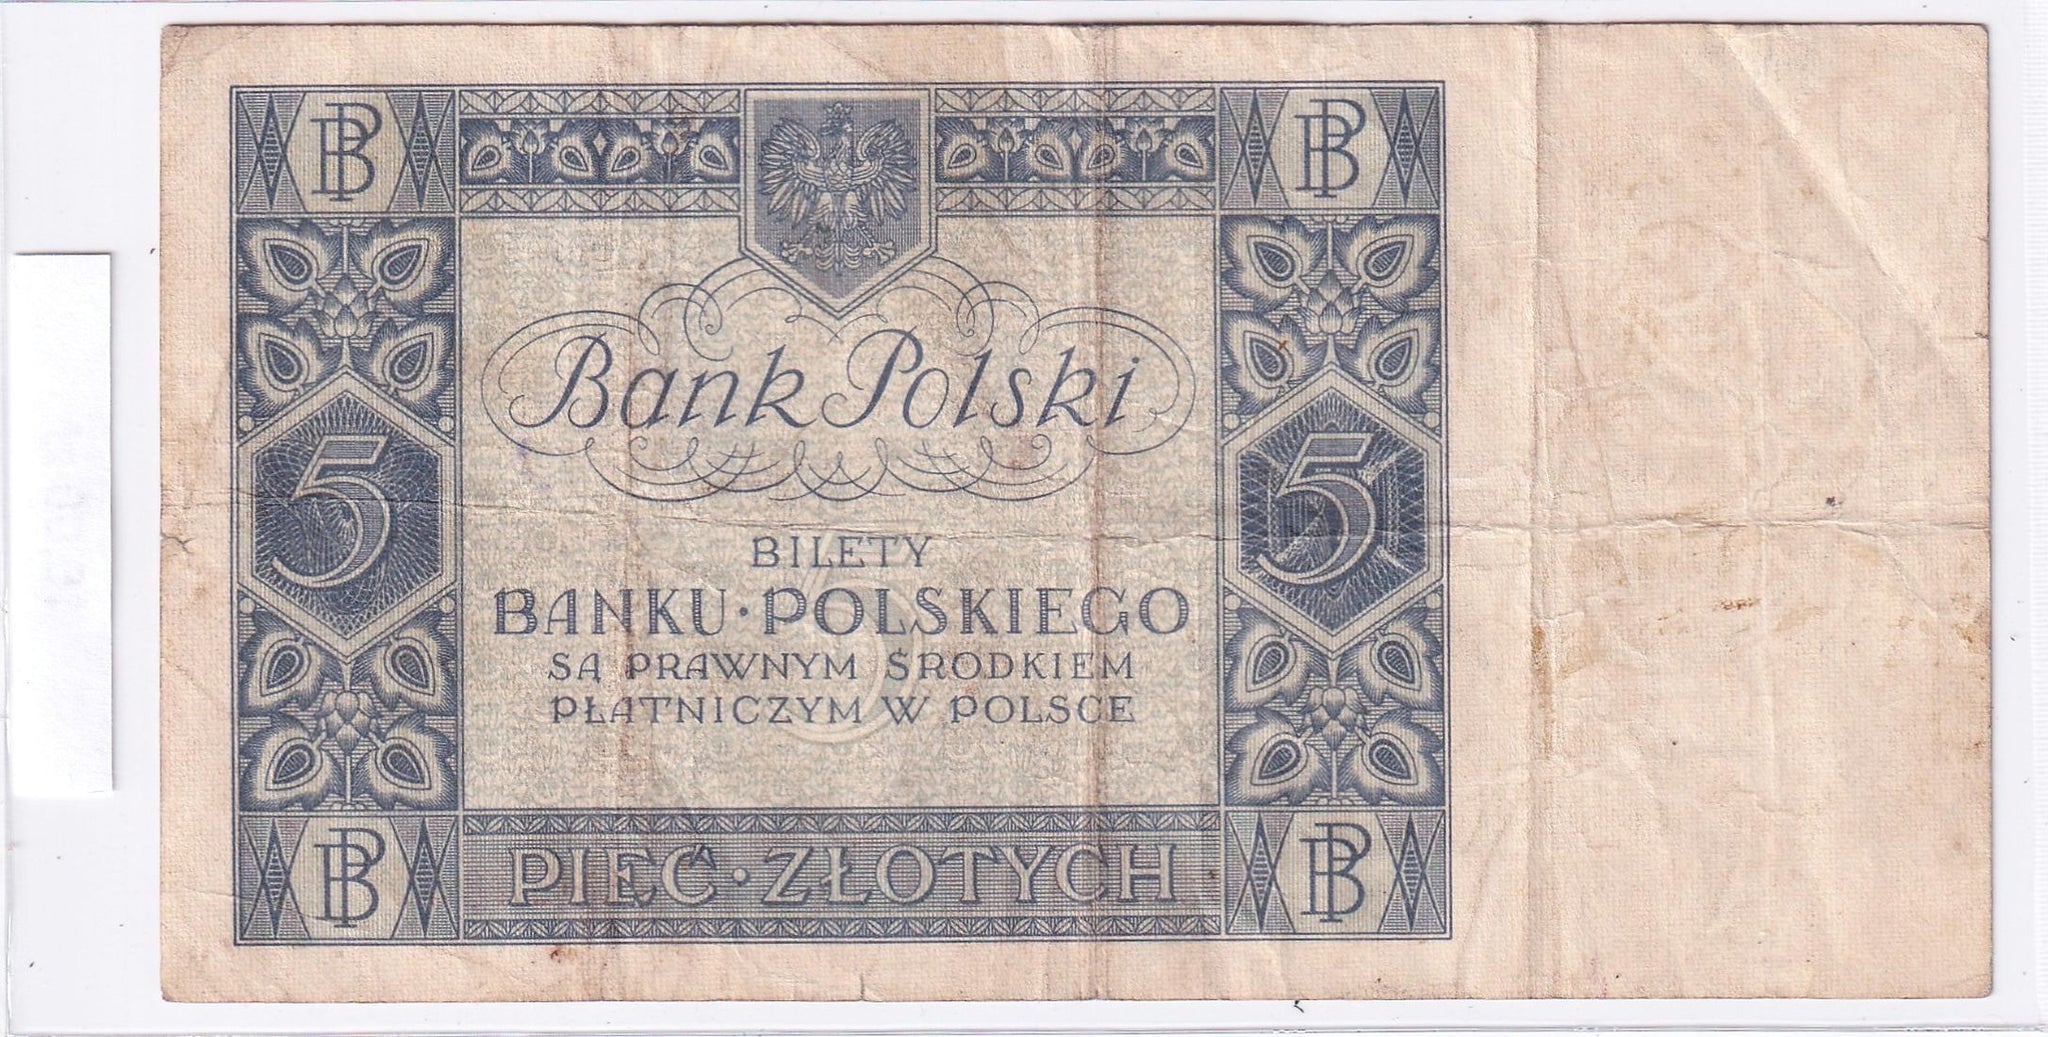 BP BP
Bank Polski
5 5
BILETY
BANKU·POLSKIEGO
SĄ PRAWNYM ŚRODKIEM
PŁATNICZYM W POLSCE
BP PIĘĆ·ZŁOTYCH BP